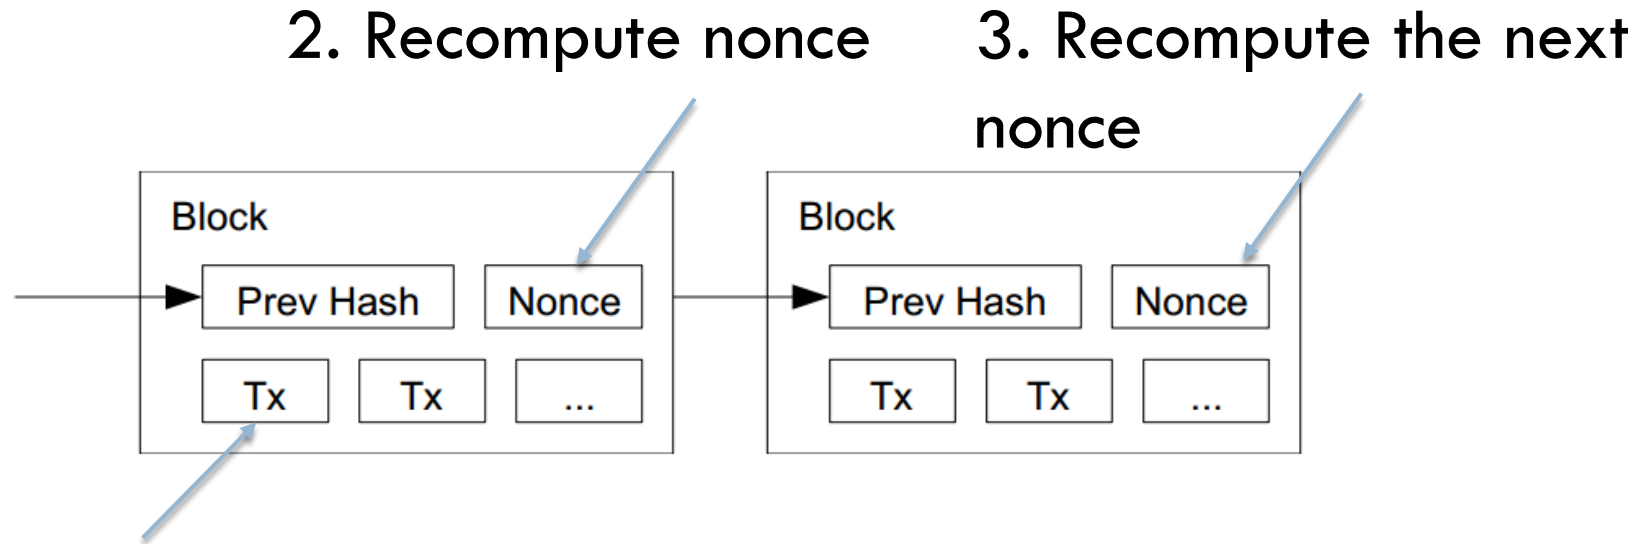 2. Recompute nonce
3. Recompute the next
nonce
Block
Prev Hash
Nonce
Tx
Tx
...
Block
Prev Hash
Nonce
Tx
Tx
...